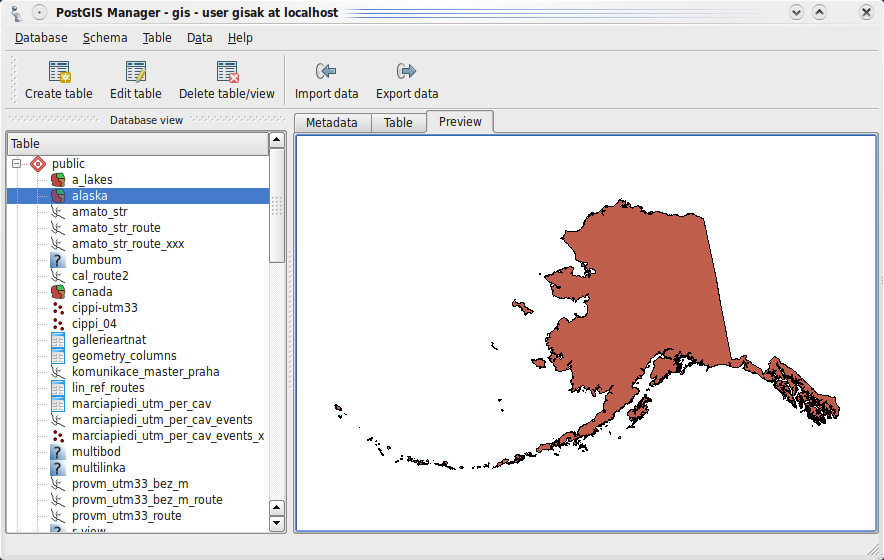 PostGIS Manager - gis - user gisak at localhost
Database Schema Table Data Help
Create table Edit table Delete table/view Import data Export data
Database view
Metadata Table Preview
Table
public
a_lakes
alaska
amato_str
amato_str_route
amato_str_route_xxx
bumbum
cal_route2
canada
cippi-utm33
cippi_04
gallerieartnat
geometry_columns
komunikace_master_praha
lin_ref_routes
marciapiedi_utm_per_cav
marciapiedi_utm_per_cav_events
marciapiedi_utm_per_cav_events_x
multibod
multilinka
provm_utm33_bez_m
provm_utm33_bez_m_route
provm_utm33_route
r_view